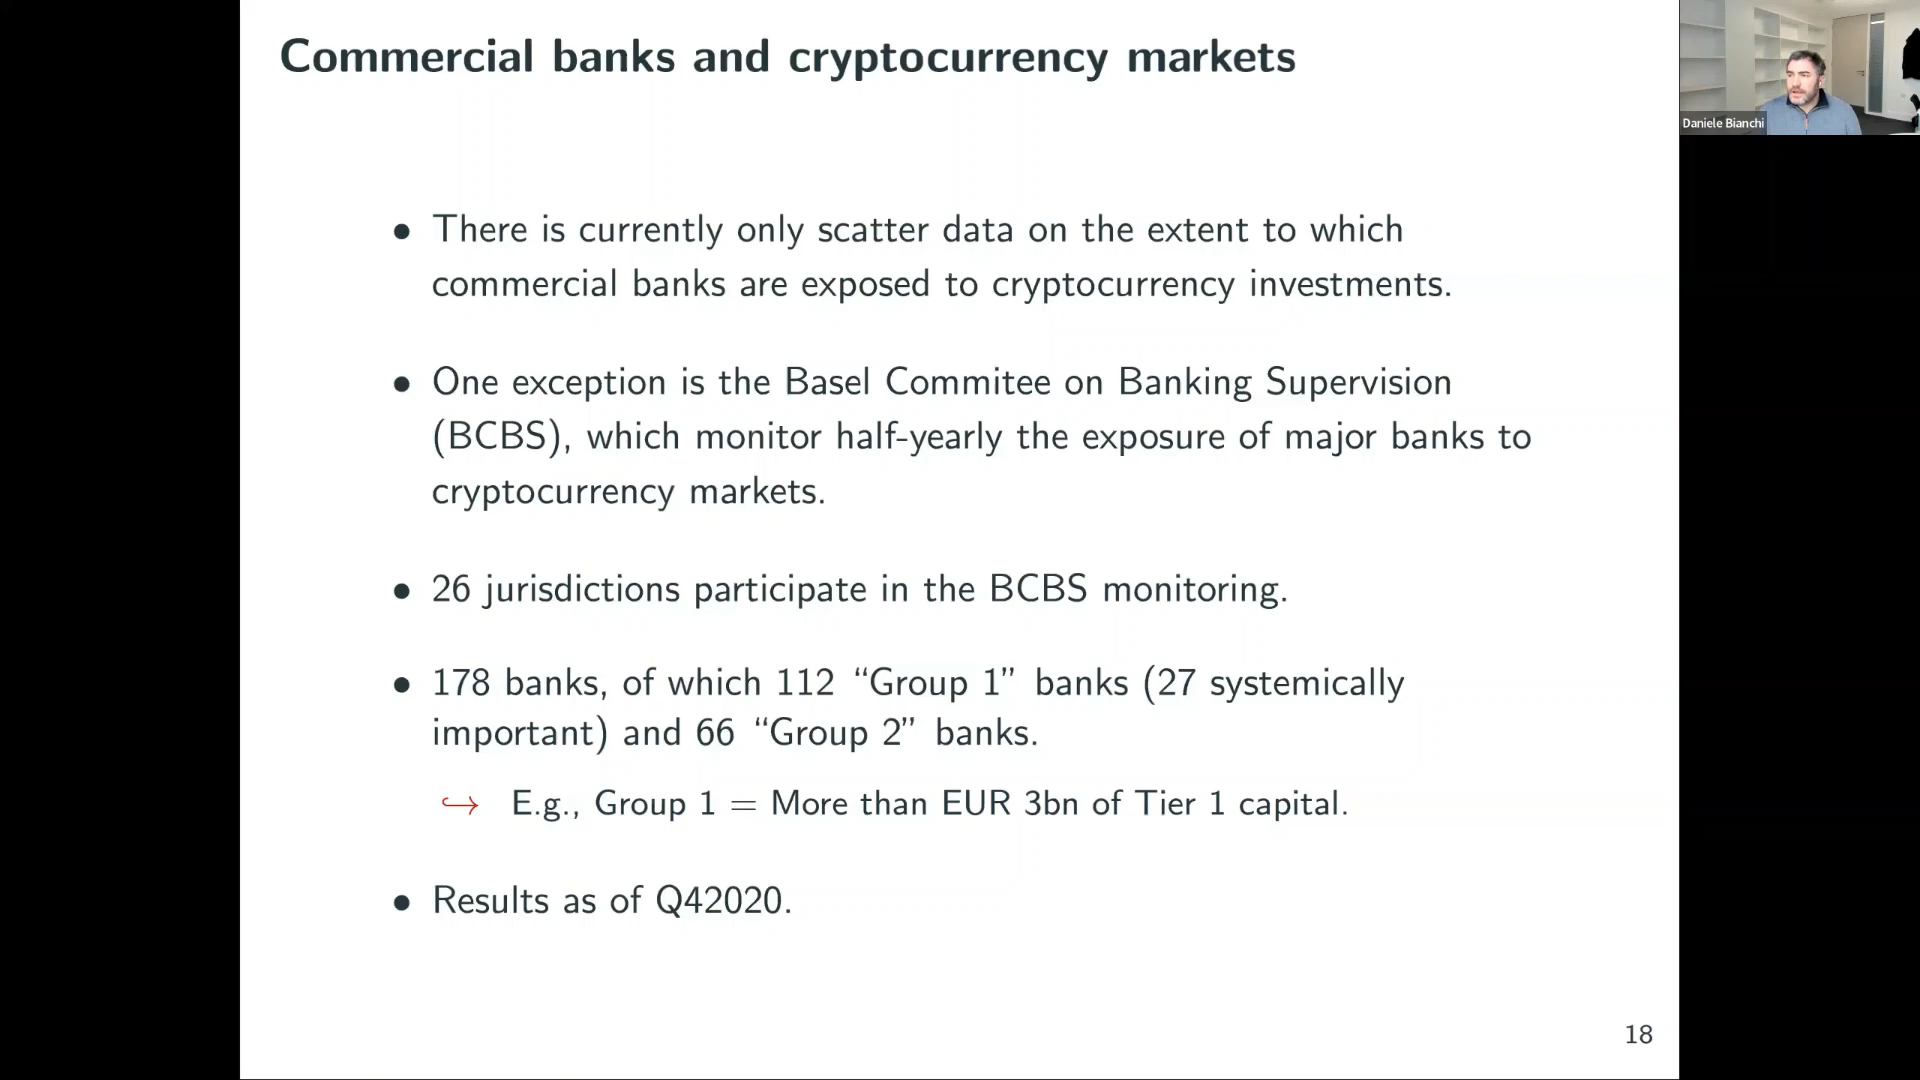 Commercial banks and cryptocurrency markets
Daniele Bianchi
• There is currently only scatter data on the extent to which
commercial banks are exposed to cryptocurrency investments.
• One exception is the Basel Commitee on Banking Supervision
(BCBS), which monitor half-yearly the exposure of major banks to
cryptocurrency markets.
• 26 jurisdictions participate in the BCBS monitoring.
• 178 banks, of which 112 “Group 1” banks (27 systemically
important) and 66 “Group 2” banks.
↪ E.g., Group 1 = More than EUR 3bn of Tier 1 capital.
• Results as of Q42020.
18